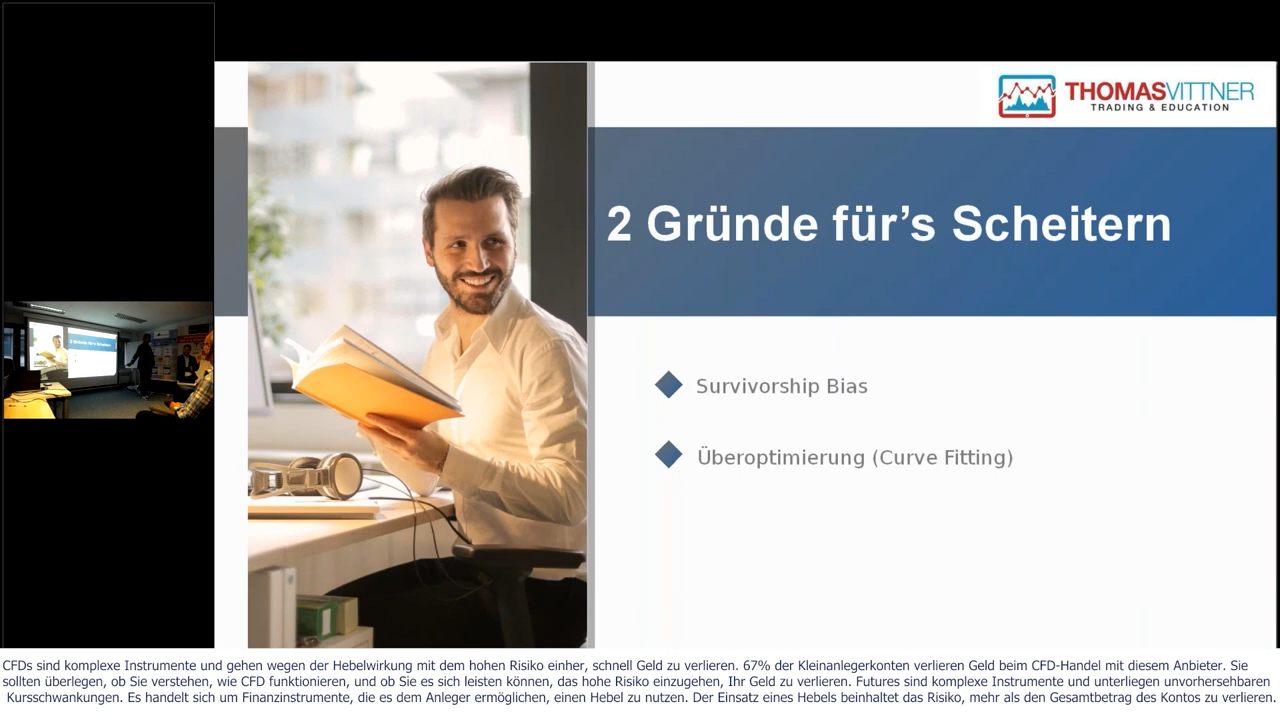 THOMASVITTNER
TRADING & EDUCATION
2 Gründe für’s Scheitern
Survivorship Bias
Überoptimierung (Curve Fitting)
CFDs sind komplexe Instrumente und gehen wegen der Hebelwirkung mit dem hohen Risiko einher, schnell Geld zu verlieren. 67% der Kleinanlegerkonten verlieren Geld beim CFD-Handel mit diesem Anbieter. Sie
sollten überlegen, ob Sie verstehen, wie CFD funktionieren, und ob Sie es sich leisten können, das hohe Risiko einzugehen, Ihr Geld zu verlieren. Futures sind komplexe Instrumente und unterliegen unvorhersehbaren
Kursschwankungen. Es handelt sich um Finanzinstrumente, die es dem Anleger ermöglichen, einen Hebel zu nutzen. Der Einsatz eines Hebels beinhaltet das Risiko, mehr als den Gesamtbetrag des Kontos zu verlieren.